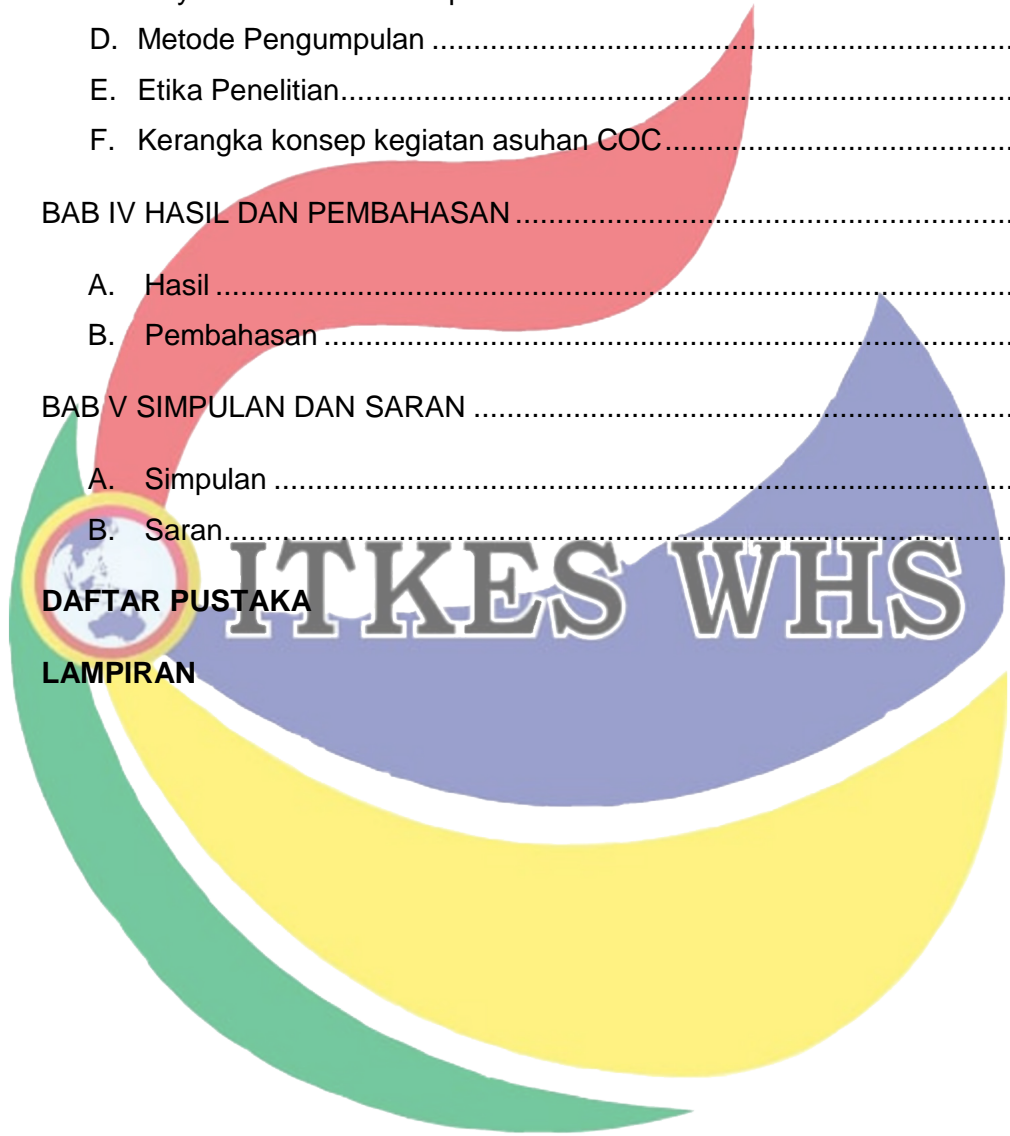 D. Metode Pengumpulan ........................................................................
E. Etika Penelitian...................................................................................
F. Kerangka konsep kegiatan asuhan COC...........................................
BAB IV HASIL DAN PEMBAHASAN.............................................................
A. Hasil ...................................................................................................
B. Pembahasan ......................................................................................
BAB V SIMPULAN DAN SARAN ..................................................................
A. Simpulan ............................................................................................
B. Saran..................................................................................................
ITKES WHS
DAFTAR PUSTAKA
LAMPIRAN